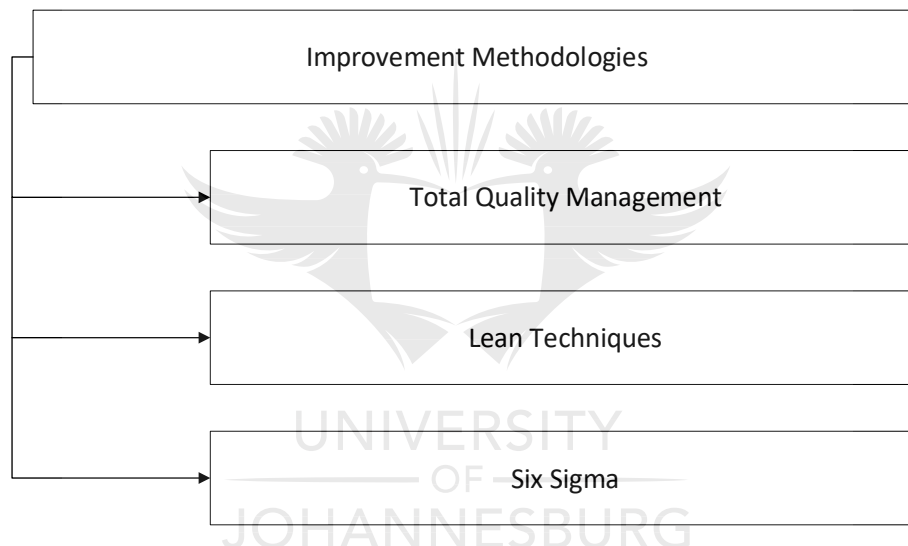 Improvement Methodologies
Total Quality Management
Lean Techniques
UNIVERSITY
OF
Six Sigma
JOHANNESBURG